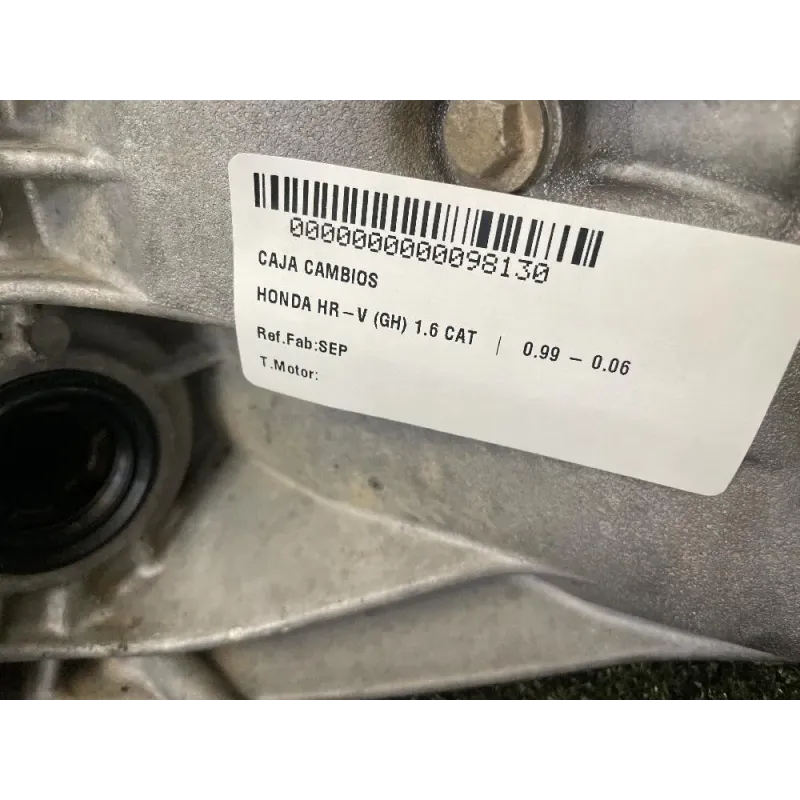 0000000000098130
CAJA CAMBIOS
HONDA HR-V (GH) 1.6 CAT | 0.99 - 0.06
Ref.Fab:SEP
T.Motor: